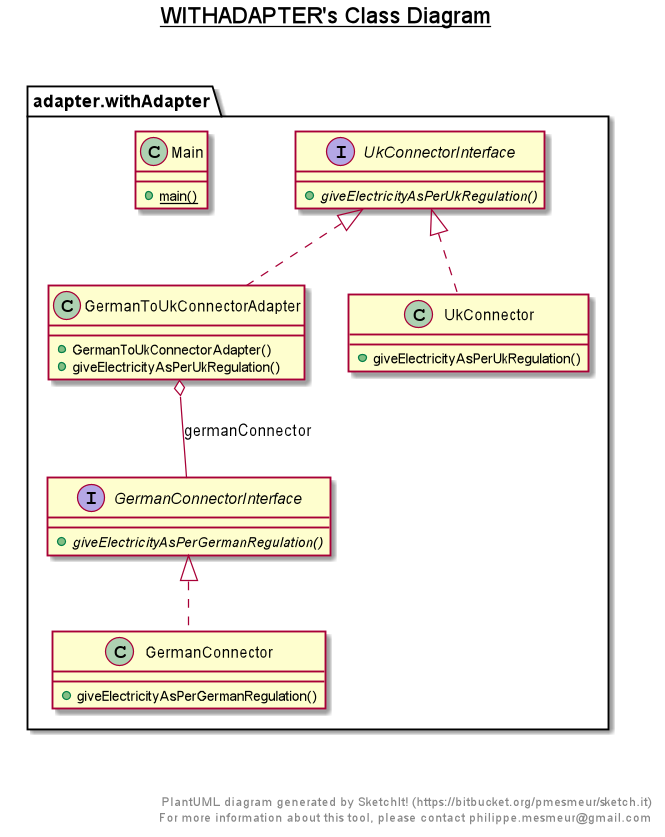 WITHADAPTER's Class Diagram
adapter.withAdapter
C Main
main()
I UkConnectorInterface
giveElectricityAsPerUkRegulation()
C GermanToUkConnectorAdapter
GermanToUkConnectorAdapter()
giveElectricityAsPerUkRegulation()
C UkConnector
giveElectricityAsPerUkRegulation()
germanConnector
I GermanConnectorInterface
giveElectricityAsPerGermanRegulation()
C GermanConnector
giveElectricityAsPerGermanRegulation()
PlantUML diagram generated by SketchIt! (https://bitbucket.org/pmesmeur/sketch.it)
For more information about this tool, please contact philippe.mesmeur@gmail.com